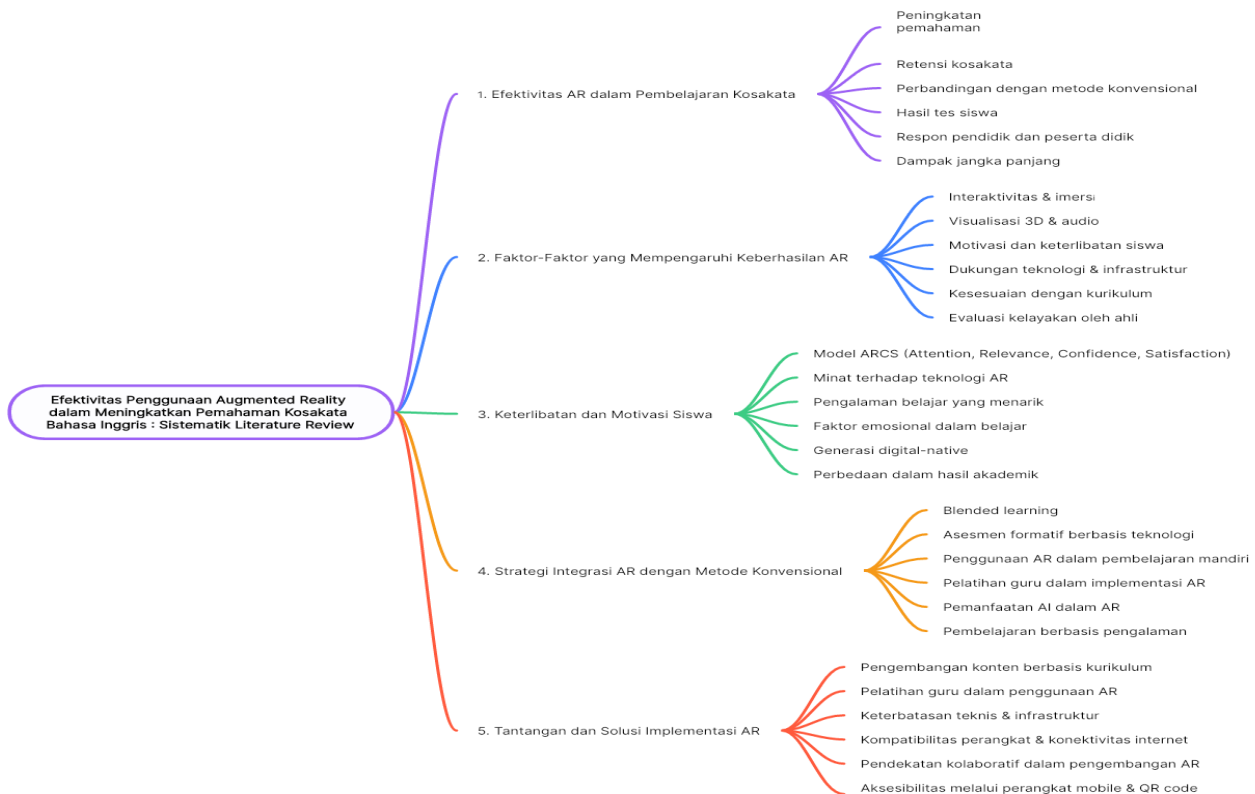 Efektivitas Penggunaan Augmented Reality
dalam Meningkatkan Pemahaman Kosakata
Bahasa Inggris : Sistematik Literature Review
1. Efektivitas AR dalam Pembelajaran Kosakata
Peningkatan
pemahaman
Retensi kosakata
Perbandingan dengan metode konvensional
Hasil tes siswa
Respon pendidik dan peserta didik
Dampak jangka panjang
2. Faktor-Faktor yang Mempengaruhi Keberhasilan AR
Interaktivitas & imersi
Visualisasi 3D & audio
Motivasi dan keterlibatan siswa
Dukungan teknologi & infrastruktur
Kesesuaian dengan kurikulum
Evaluasi kelayakan oleh ahli
3. Keterlibatan dan Motivasi Siswa
Model ARCS (Attention, Relevance, Confidence, Satisfaction)
Minat terhadap teknologi AR
Pengalaman belajar yang menarik
Faktor emosional dalam belajar
Generasi digital-native
Perbedaan dalam hasil akademik
4. Strategi Integrasi AR dengan Metode Konvensional
Blended learning
Asesmen formatif berbasis teknologi
Penggunaan AR dalam pembelajaran mandiri
Pelatihan guru dalam implementasi AR
Pemanfaatan AI dalam AR
Pembelajaran berbasis pengalaman
5. Tantangan dan Solusi Implementasi AR
Pengembangan konten berbasis kurikulum
Pelatihan guru dalam penggunaan AR
Keterbatasan teknis & infrastruktur
Kompatibilitas perangkat & konektivitas internet
Pendekatan kolaboratif dalam pengembangan AR
Aksesibilitas melalui perangkat mobile & QR code